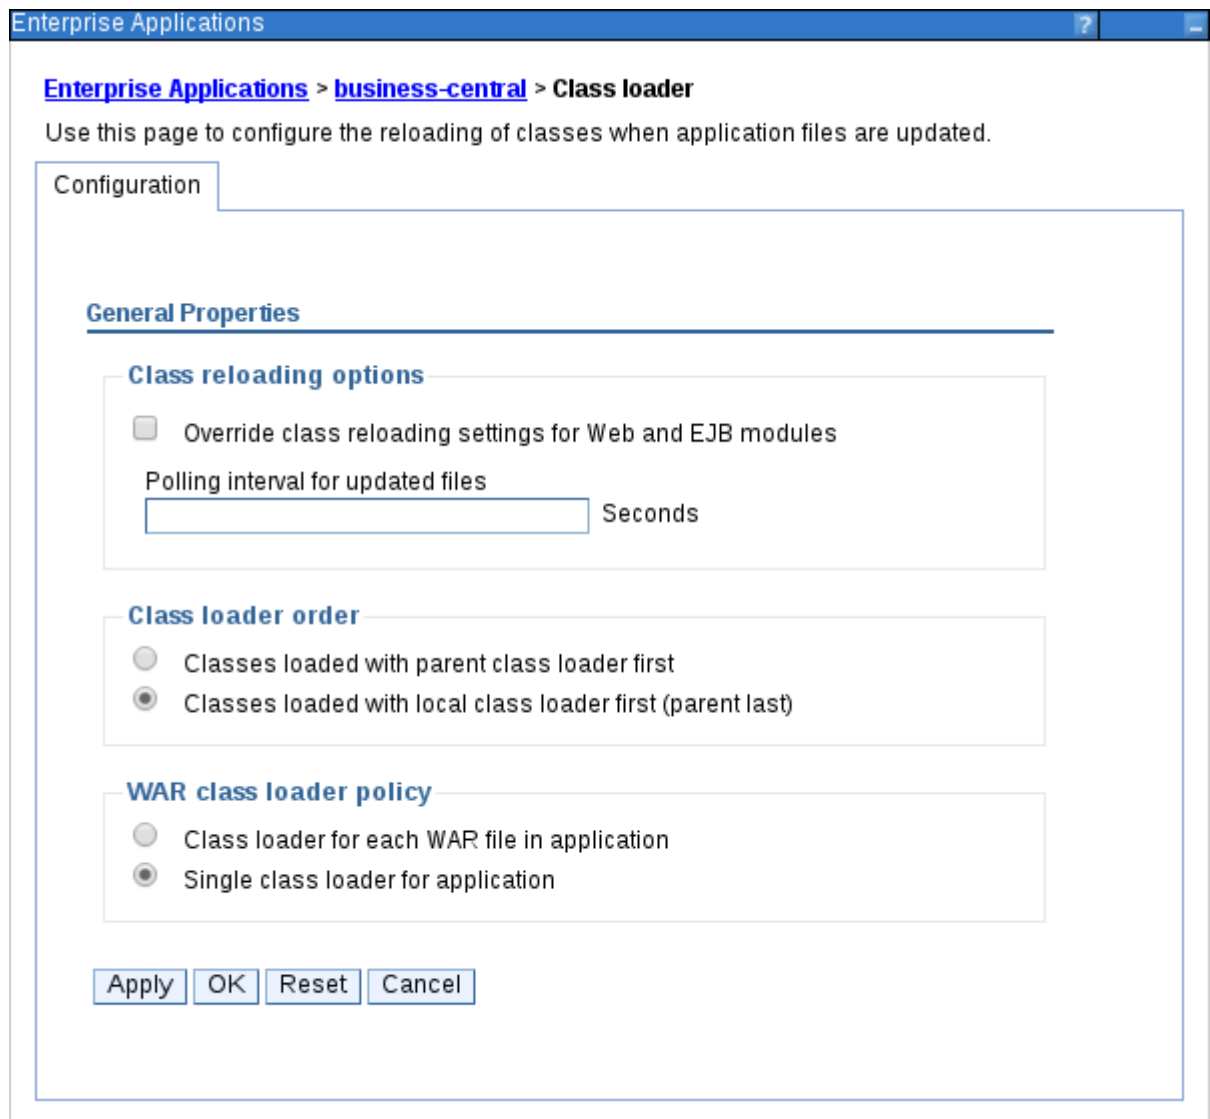 Enterprise Applications ?
Enterprise Applications > business-central > Class loader
Use this page to configure the reloading of classes when application files are updated.
Configuration
General Properties
Class reloading options
Override class reloading settings for Web and EJB modules
Polling interval for updated files
Seconds
Class loader order
Classes loaded with parent class loader first
Classes loaded with local class loader first (parent last)
WAR class loader policy
Class loader for each WAR file in application
Single class loader for application
Apply OK Reset Cancel